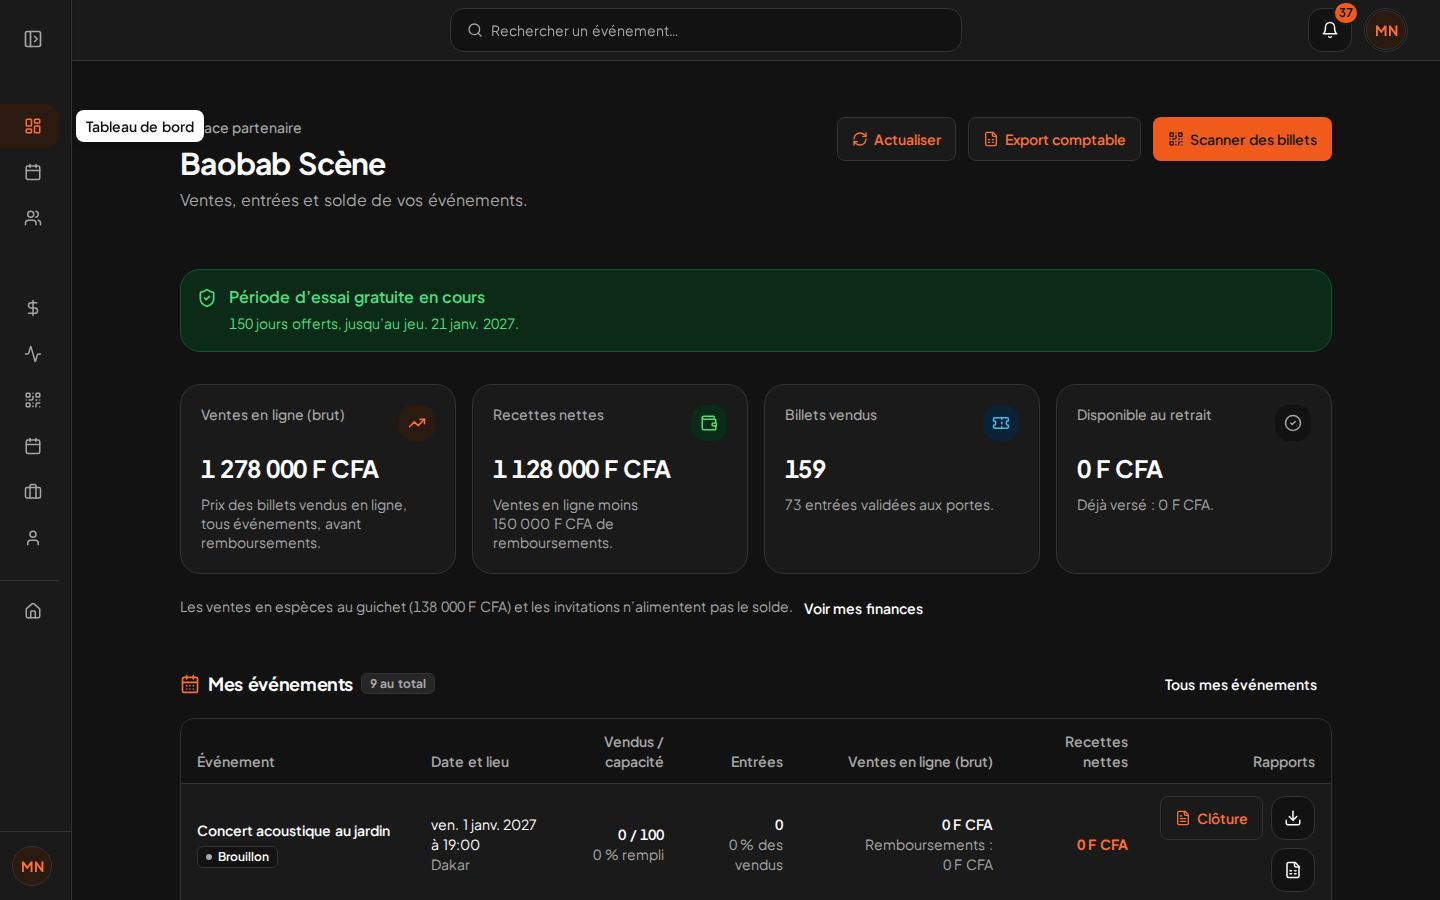 Rechercher un événement...
37
MN
Tableau de bord
ace partenaire
Baobab Scène
Ventes, entrées et solde de vos événements.
Actualiser
Export comptable
Scanner des billets
Période d'essai gratuite en cours
150 jours offerts, jusqu'au jeu. 21 janv. 2027.
Ventes en ligne (brut)
1 278 000 F CFA
Prix des billets vendus en ligne,
tous événements, avant
remboursements.
Recettes nettes
1 128 000 F CFA
Ventes en ligne moins
150 000 F CFA de
remboursements.
Billets vendus
159
73 entrées validées aux portes.
Disponible au retrait
0 F CFA
Déjà versé : 0 F CFA.
Les ventes en espèces au guichet (138 000 F CFA) et les invitations n'alimentent pas le solde.
Voir mes finances
Mes événements
9 au total
Tous mes événements
Événement
Date et lieu
Vendus /
capacité
Entrées
Ventes en ligne (brut)
Recettes
nettes
Rapports
Concert acoustique au jardin
Brouillon
ven. 1 janv. 2027
à 19:00
Dakar
0 / 100
0 % rempli
0
0 % des
vendus
0 F CFA
Remboursements :
0 F CFA
0 F CFA
Clôture
MN